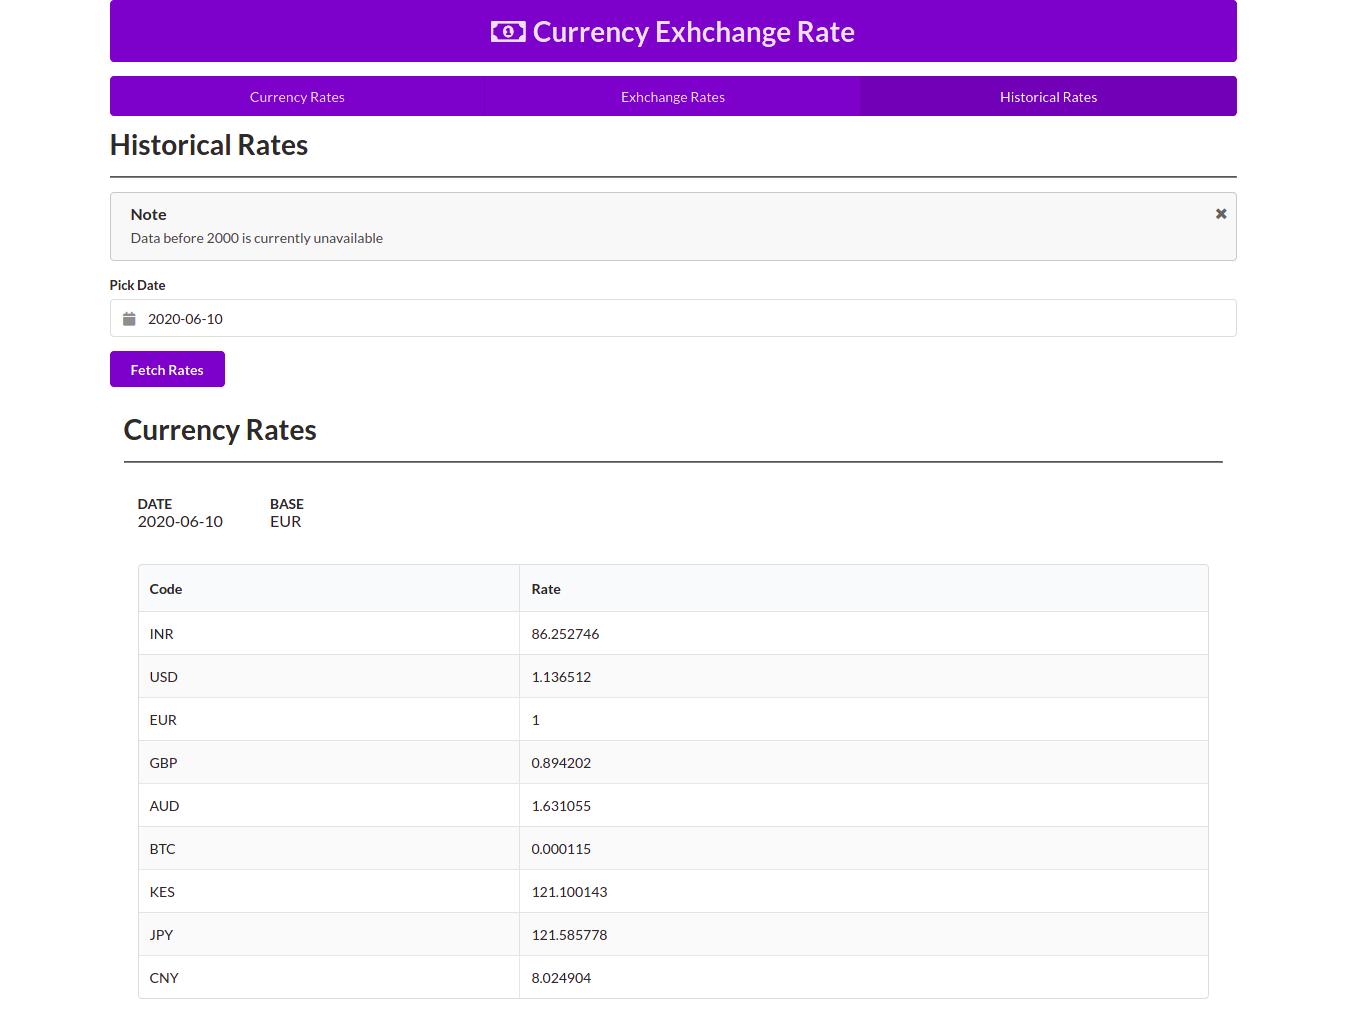 Currency Exhchange Rate
Currency Rates Exhchange Rates Historical Rates
Historical Rates
Note
Data before 2000 is currently unavailable
Pick Date
2020-06-10
Fetch Rates
Currency Rates
DATE BASE
2020-06-10 EUR
Code Rate
INR 86.252746
USD 1.136512
EUR 1
GBP 0.894202
AUD 1.631055
BTC 0.000115
KES 121.100143
JPY 121.585778
CNY 8.024904